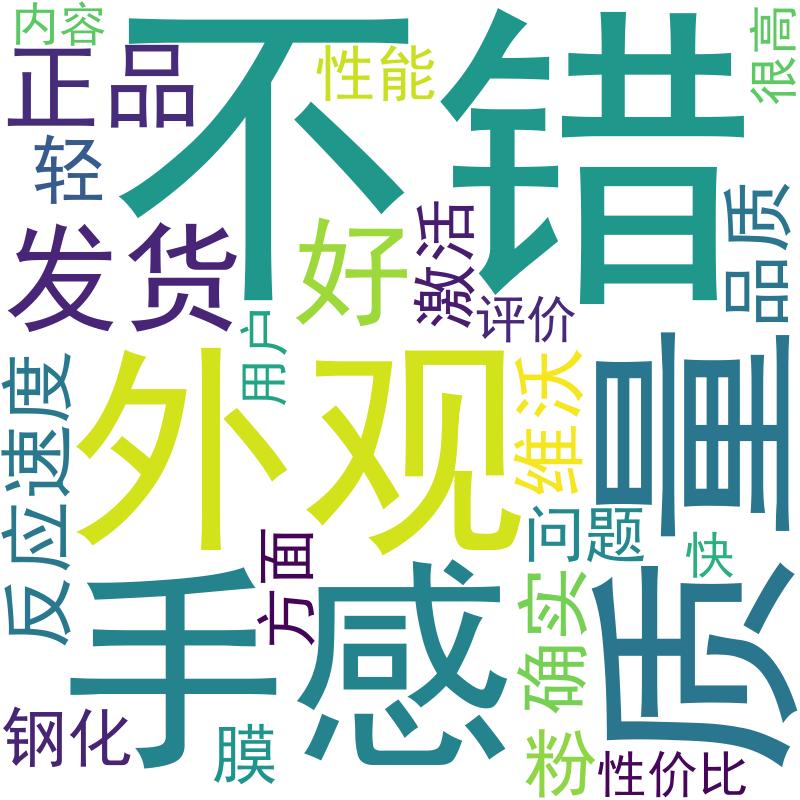 内容
不错
很高
正品
性能
轻
品质
发货
好
激活
评价
用户
外观
维沃
质量
反应速度
问题
快
方面
手感
确实
钢化
膜
粉
性价比